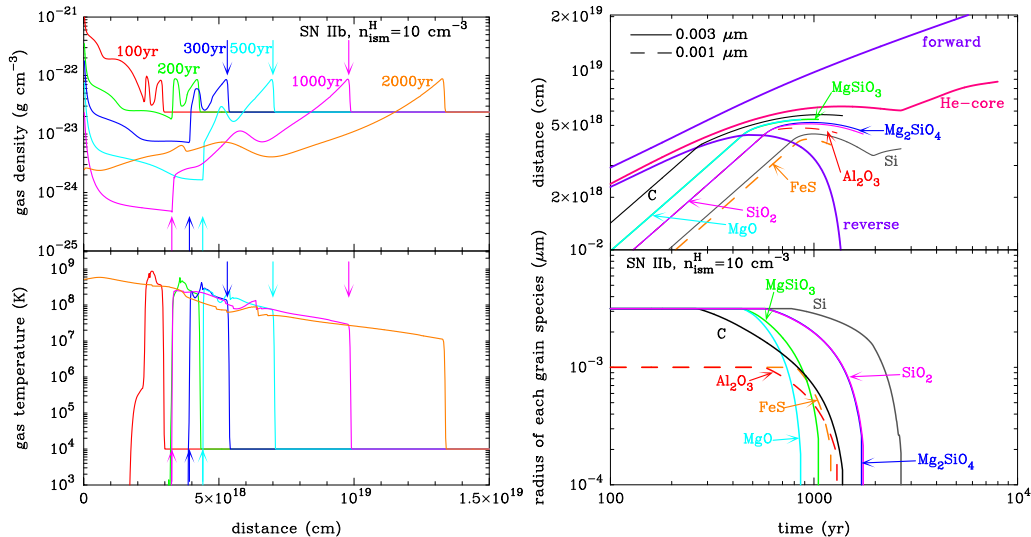 SN IIb, n^H_ism=10 cm^−3
100yr
200yr
300yr
500yr
1000yr
2000yr
10^−21
10^−22
10^−23
10^−24
10^−25
gas density (g cm^−3)
10^9
10^8
10^7
10^6
10^5
10^4
10^3
gas temperature (K)
0
5×10^18
10^19
1.5×10^19
distance (cm)
0.003 μm
0.001 μm
forward
MgSiO3
He−core
Mg2SiO4
Si
Al2O3
FeS
C
SiO2
MgO
reverse
2×10^19
10^19
5×10^18
2×10^18
distance (cm)
SN IIb, n^H_ism=10 cm^−3
MgSiO3
Si
C
Al2O3
SiO2
FeS
MgO
Mg2SiO4
10^−2
10^−3
10^−4
radius of each grain species (μm)
100
1000
10^4
time (yr)